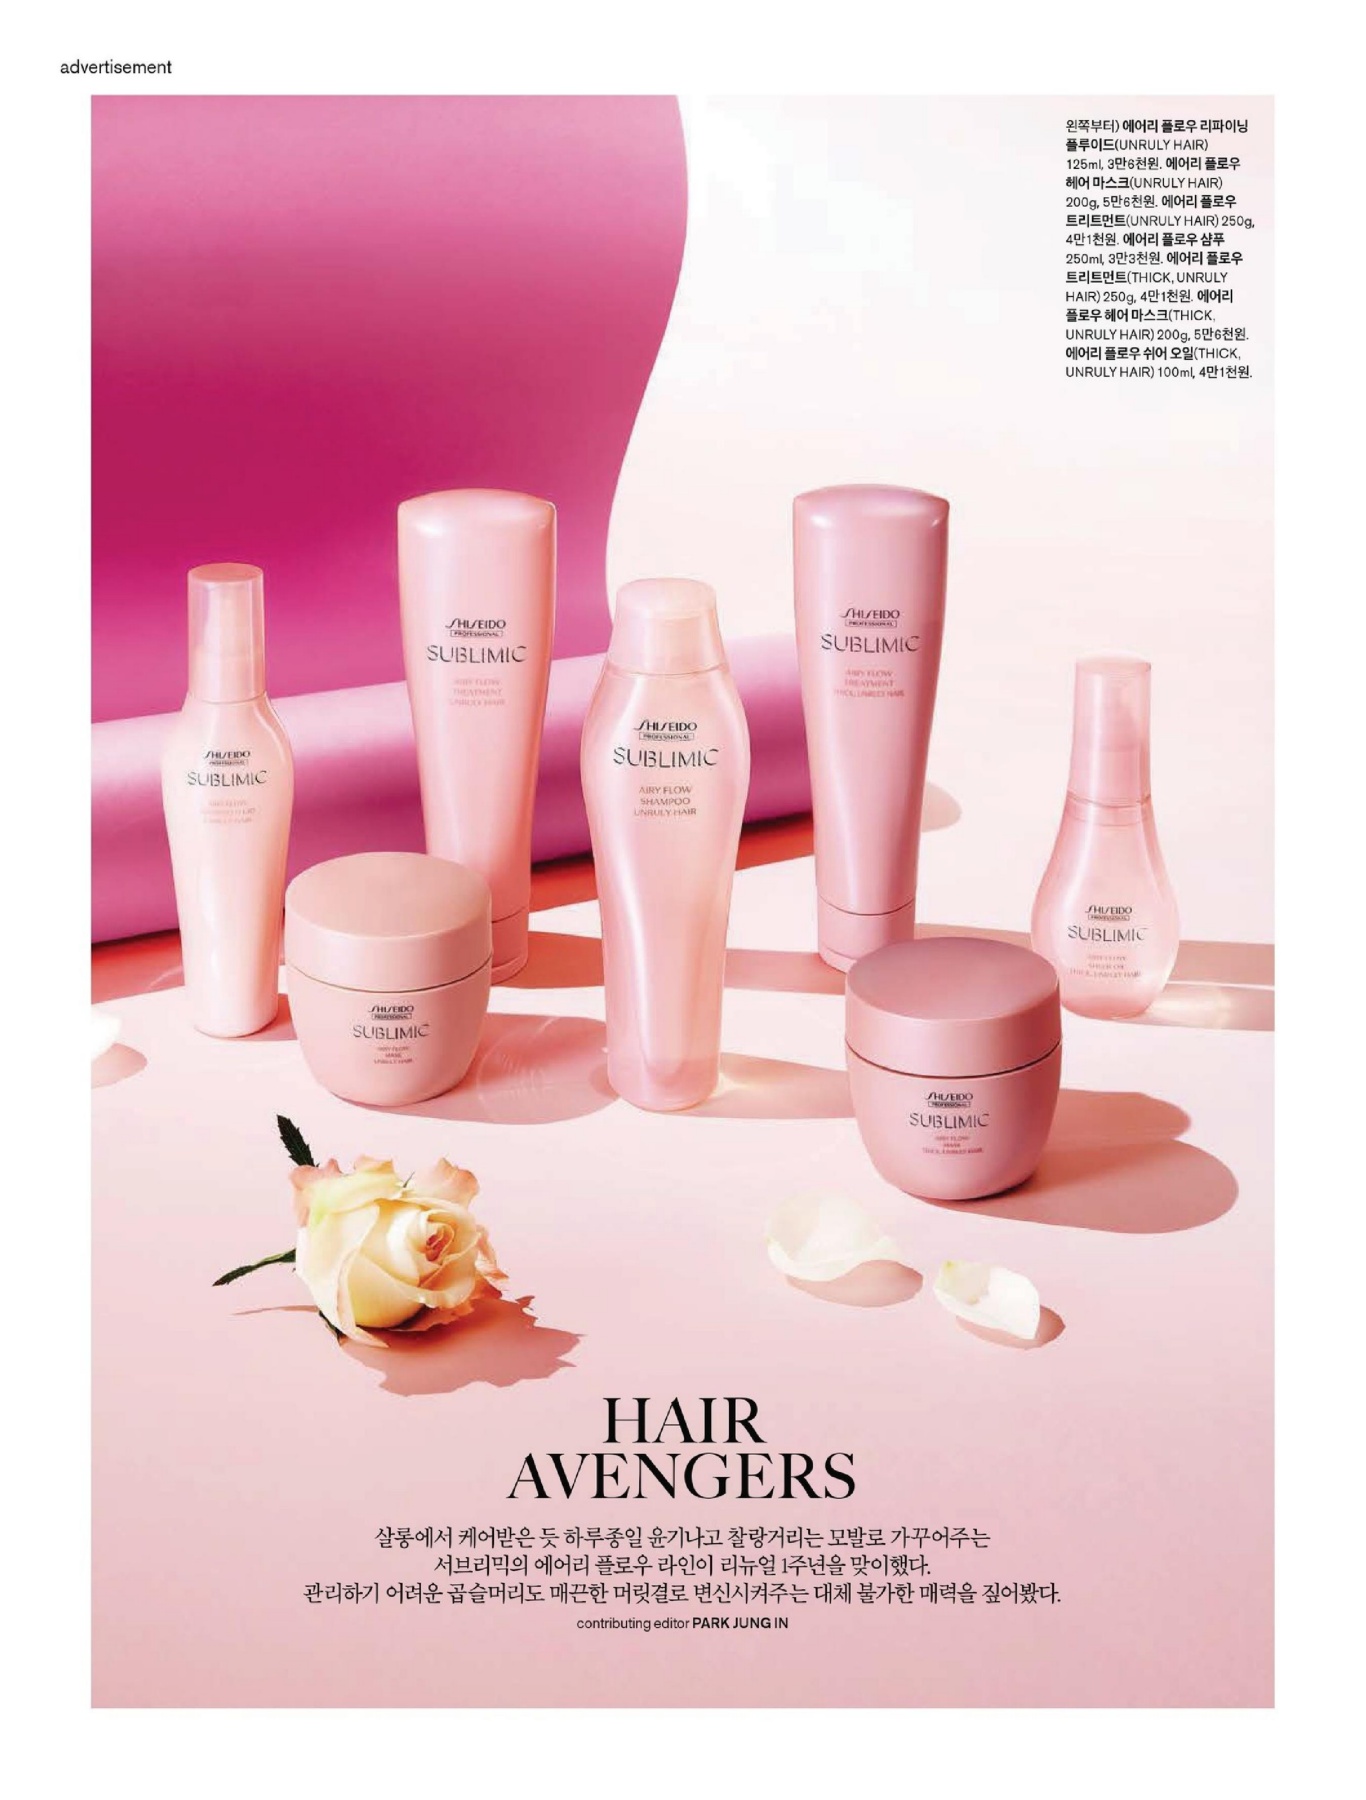 advertisement
왼쪽부터) 에어리 플로우 리파이닝
플루이드(UNRULY HAIR)
125ml, 3만6천원. 에어리 플로우
헤어 마스크(UNRULY HAIR)
200g, 5만6천원. 에어리 플로우
트리트먼트(UNRULY HAIR) 250g,
4만1천원. 에어리 플로우 샴푸
250ml, 3만3천원. 에어리 플로우
트리트먼트(THICK, UNRULY
HAIR) 250g, 4만1천원. 에어리
플로우 헤어 마스크(THICK,
UNRULY HAIR) 200g, 5만6천원.
에어리 플로우 쉬어 오일(THICK,
UNRULY HAIR) 100ml, 4만1천원.
SHISEIDO
PROFESSIONAL
SUBLIMIC
SHISEIDO
PROFESSIONAL
SUBLIMIC
AIRY FLOW
TREATMENT
UNRULY HAIR
SHISEIDO
PROFESSIONAL
SUBLIMIC
AIRY FLOW
SHAMPOO
UNRULY HAIR
SHISEIDO
PROFESSIONAL
SUBLIMIC
AIRY FLOW
TREATMENT
THICK, UNRULY HAIR
SHISEIDO
PROFESSIONAL
SUBLIMIC
AIRY FLOW
SHEER OIL
THICK, UNRULY HAIR
SHISEIDO
PROFESSIONAL
SUBLIMIC
AIRY FLOW
MASK
UNRULY HAIR
SHISEIDO
PROFESSIONAL
SUBLIMIC
AIRY FLOW
MASK
THICK, UNRULY HAIR
HAIR
AVENGERS
살롱에서 케어받은 듯 하루종일 윤기나고 찰랑거리는 모발로 가꾸어주는
서브리믹의 에어리 플로우 라인이 리뉴얼 1주년을 맞이했다.
관리하기 어려운 곱슬머리도 매끈한 머릿결로 변신시켜주는 대체 불가한 매력을 짚어봤다.
contributing editor PARK JUNG IN